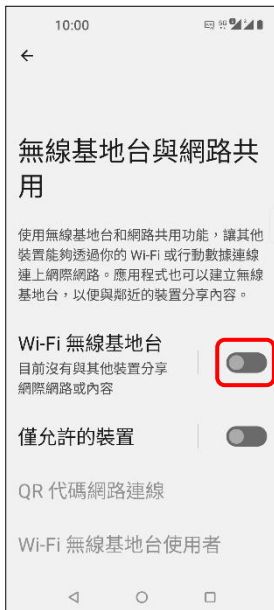 10:00
無線基地台與網路共
用
使用無線基地台和網路共用功能，讓其他
裝置能夠透過你的 Wi-Fi 或行動數據連線
連上網際網路。應用程式也可以建立無線
基地台，以便與鄰近的裝置分享內容。
Wi-Fi 無線基地台
目前沒有與其他裝置分享
網際網路或內容
僅允許的裝置
QR 代碼網路連線
Wi-Fi 無線基地台使用者